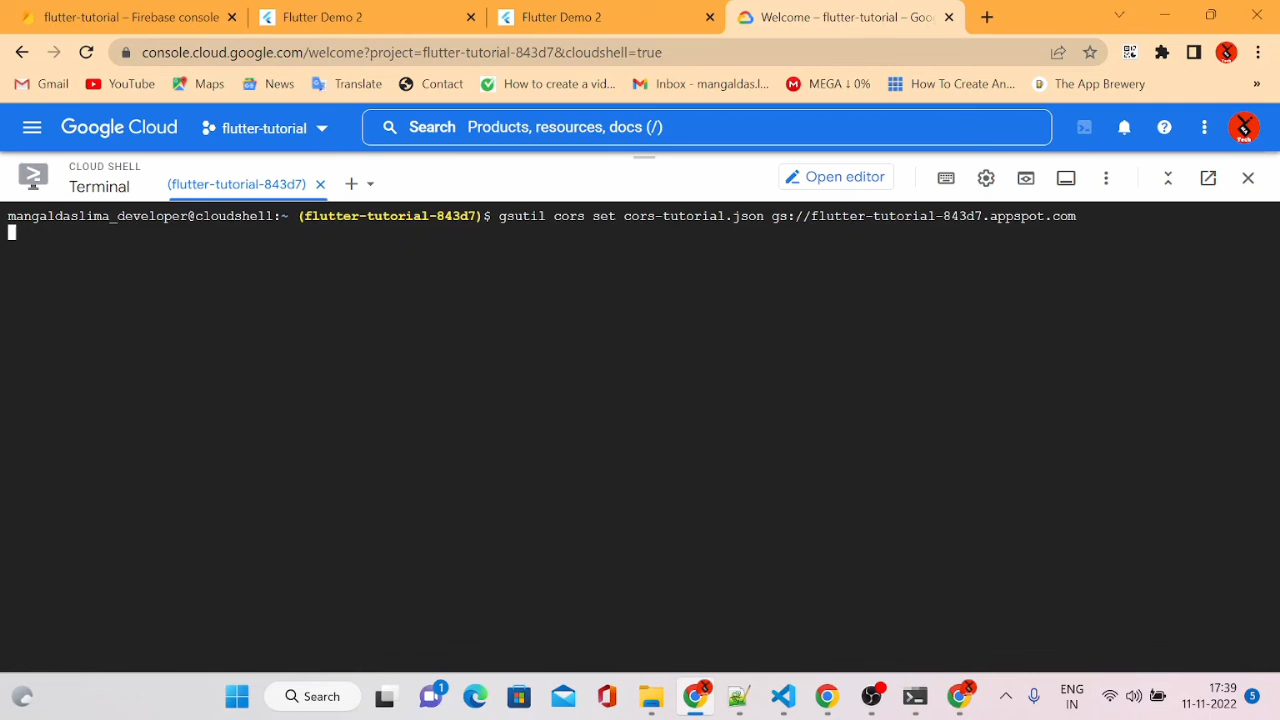 flutter-tutorial – Firebase console
Flutter Demo 2
Flutter Demo 2
Welcome – flutter-tutorial – Goo
console.cloud.google.com/welcome?project=flutter-tutorial-843d7&cloudshell=true
Gmail
YouTube
Maps
News
Translate
Contact
How to create a vid...
Inbox - mangaldas.l...
MEGA ↓ 0%
How To Create An...
The App Brewery
»
Google Cloud
flutter-tutorial
Search Products, resources, docs (/)
CLOUD SHELL
Terminal
(flutter-tutorial-843d7)
Open editor
mangaldaslima_developer@cloudshell:~ (flutter-tutorial-843d7)$ gsutil cors set cors-tutorial.json gs://flutter-tutorial-843d7.appspot.com
1
Search
ENG
IN
17:39
11-11-2022
5